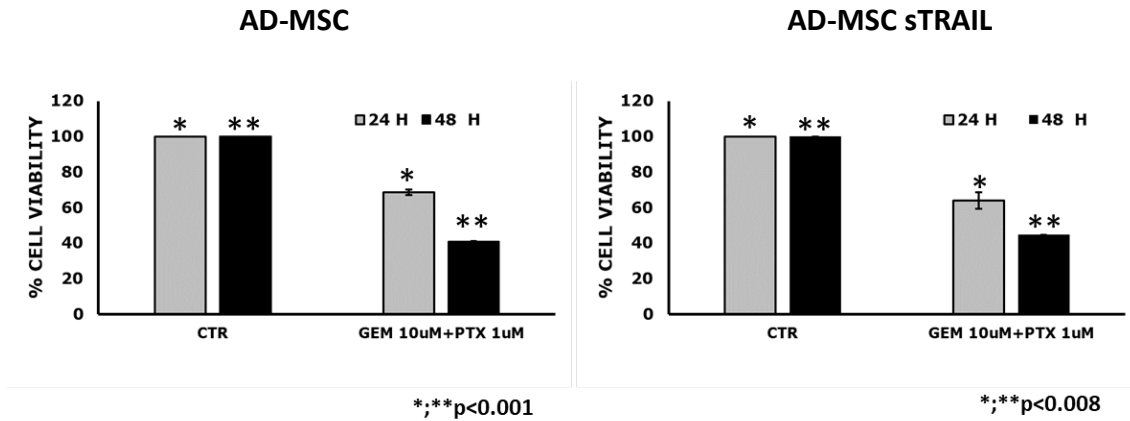 AD-MSC
% CELL VIABILITY
120
100
80
60
40
20
0
24 H 48 H
* ** * **
CTR GEM 10uM+PTX 1uM
*;**p<0.001
AD-MSC sTRAIL
% CELL VIABILITY
120
100
80
60
40
20
0
24 H 48 H
* ** * **
CTR GEM 10uM+PTX 1uM
*;**p<0.008